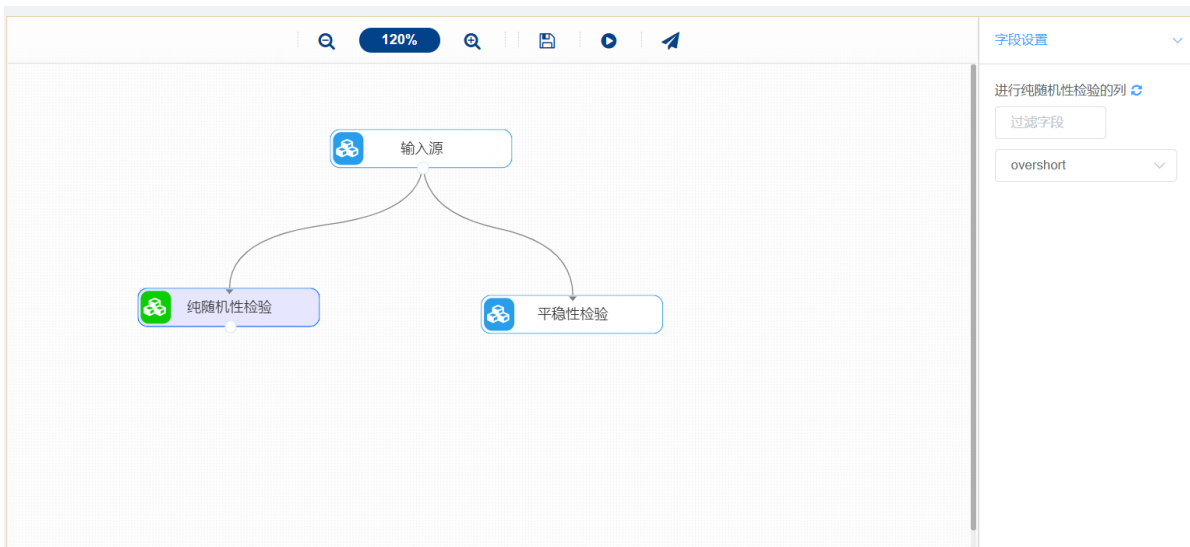 120%
字段设置
进行纯随机性检验的列
过滤字段
overshort
输入源
纯随机性检验
平稳性检验